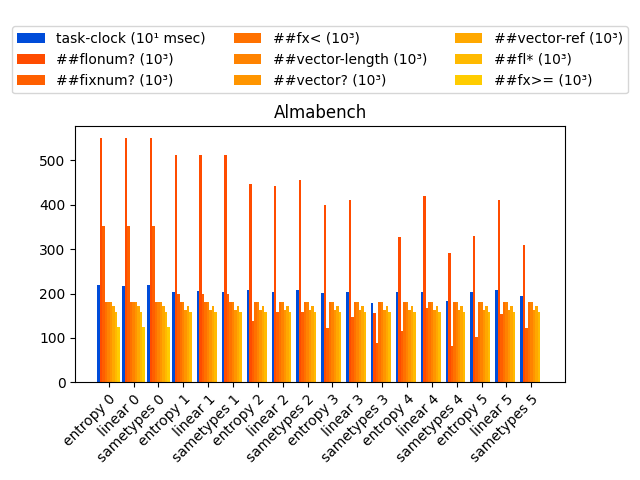 task-clock (10¹ msec) ##fx< (10³) ##vector-ref (10³)
##flonum? (10³) ##vector-length (10³) ##fl* (10³)
##fixnum? (10³) ##vector? (10³) ##fx>= (10³)
Almabench
500
400
300
200
100
0
entropy 0
linear 0
sametypes 0
entropy 1
linear 1
sametypes 1
entropy 2
linear 2
sametypes 2
entropy 3
linear 3
sametypes 3
entropy 4
linear 4
sametypes 4
entropy 5
linear 5
sametypes 5